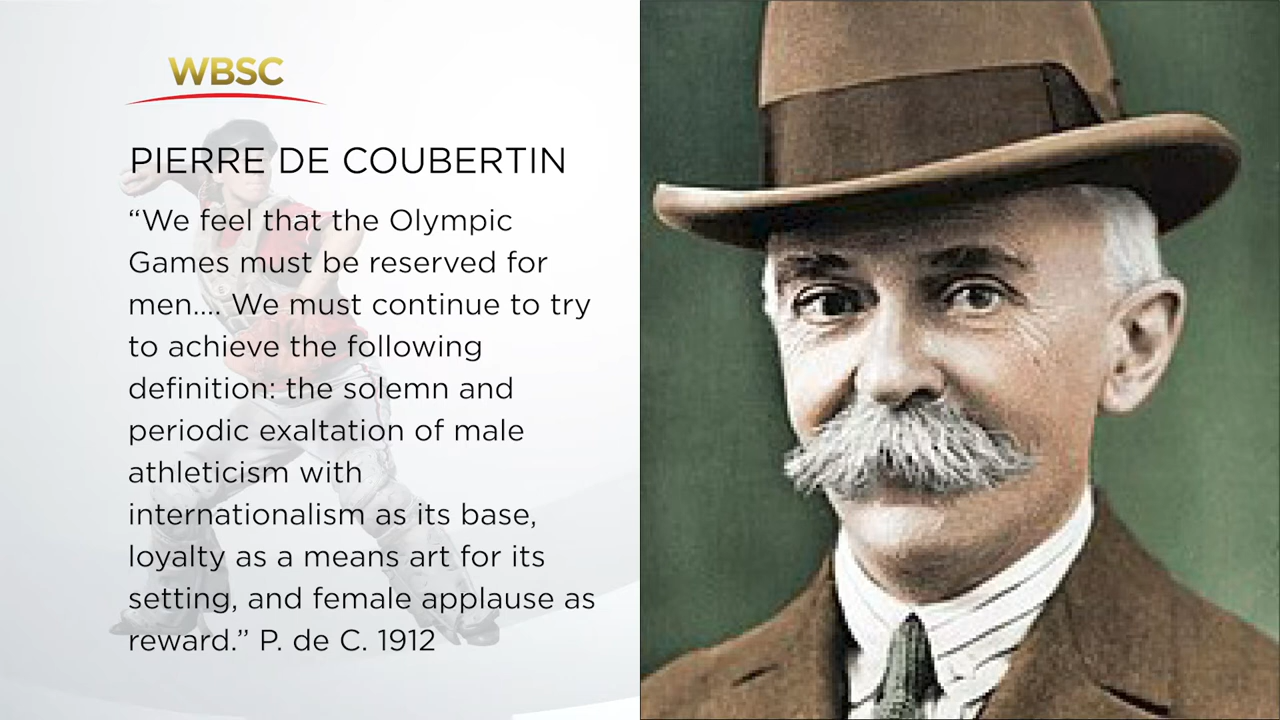 WBSC
PIERRE DE COUBERTIN
“We feel that the Olympic
Games must be reserved for
men.... We must continue to try
to achieve the following
definition: the solemn and
periodic exaltation of male
athleticism with
internationalism as its base,
loyalty as a means art for its
setting, and female applause as
reward.” P. de C. 1912